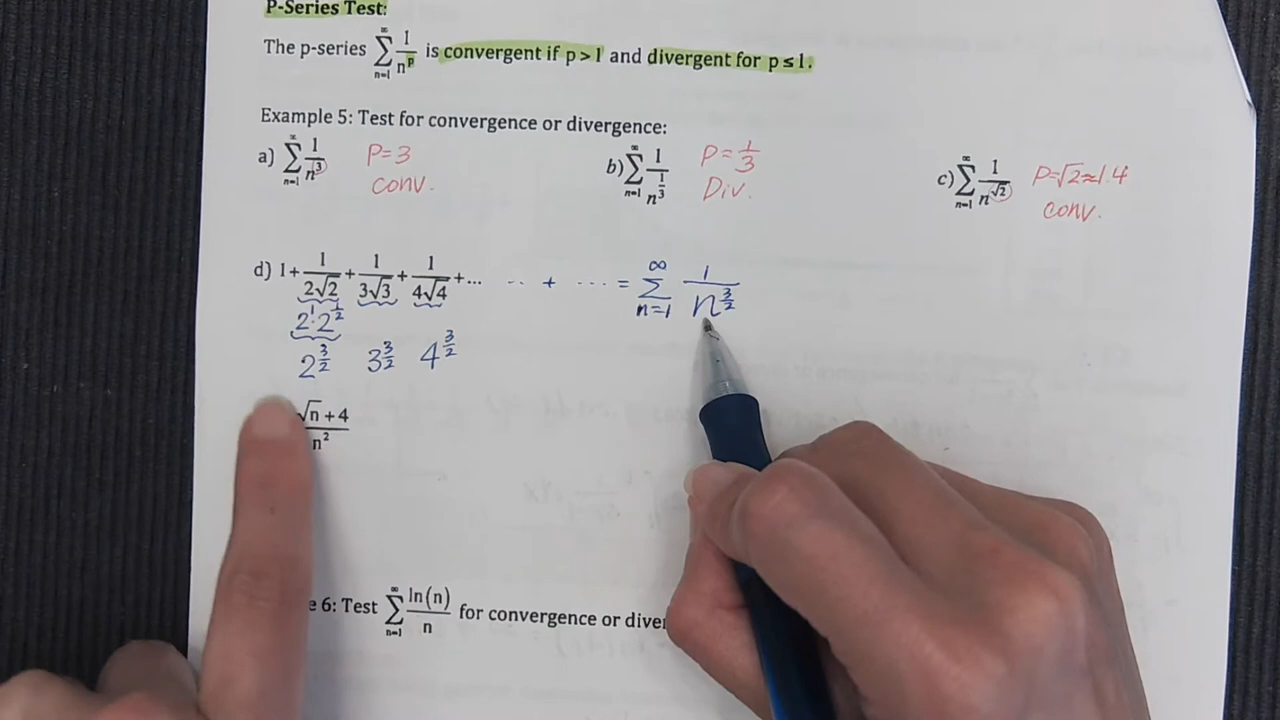 P-Series Test:
The p-series ∞ ∑ n=1 1/n^p is convergent if p > 1 and divergent for p ≤ 1.
Example 5: Test for convergence or divergence:
a) ∞ ∑ n=1 1/n^3 P=3 b) ∞ ∑ n=1 1/n^(1/3) P=1/3 c) ∞ ∑ n=1 1/n^√2 P=√2≈1.4
conv. Div. conv.
d) 1 + 1/(2√2) + 1/(3√3) + 1/(4√4) + ... ·· + ··· = ∞ ∑ n=1 1/n^(3/2)
2^1·2^(1/2)
2^(3/2) 3^(3/2) 4^(3/2)
√n + 4
n^2
e 6: Test ∞ ∑ n=1 ln(n)/n for convergence or diver